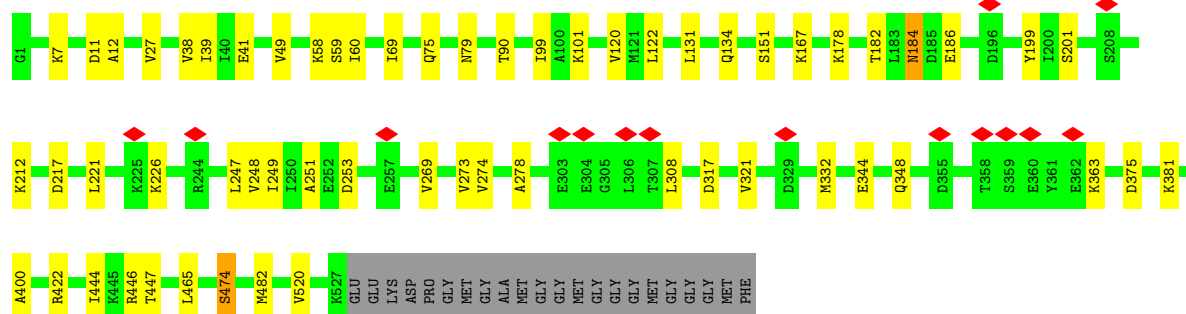 G1 K7 D11 A12 V27 V38 I39 I40 E41 V49 K58 S59 I60 I69 Q75 N79 T90 I99 A100 K101 V120 M121 L122 L131 Q134 S151 K167 K178 T182 L183 N184 D185 E186 D196 Y199 I200 S201 S208
K212 D217 L221 K225 K226 R244 L247 V248 I249 I250 A251 E252 D253 E257 V269 V273 V274 A278 E303 E304 G305 L306 T307 L308 D317 V321 D329 M332 E344 Q348 D355 T358 S359 E360 Y361 E362 K363 D375 K381
A400 R422 I444 K445 R446 T447 L465 S474 M482 V520 K527 GLU GLU LYS ASP PRO GLY MET GLY ALA MET GLY GLY MET GLY GLY GLY MET GLY GLY GLY MET PHE